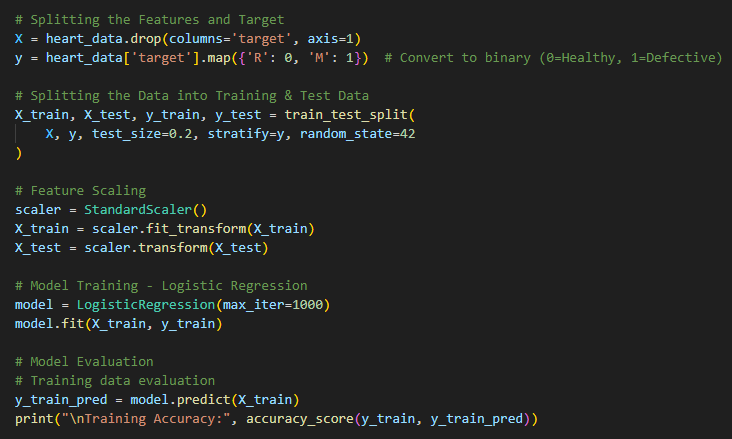 # Splitting the Features and Target
X = heart_data.drop(columns='target', axis=1)
y = heart_data['target'].map({'R': 0, 'M': 1})  # Convert to binary (0=Healthy, 1=Defective)

# Splitting the Data into Training & Test Data
X_train, X_test, y_train, y_test = train_test_split(
    X, y, test_size=0.2, stratify=y, random_state=42
)

# Feature Scaling
scaler = StandardScaler()
X_train = scaler.fit_transform(X_train)
X_test = scaler.transform(X_test)

# Model Training - Logistic Regression
model = LogisticRegression(max_iter=1000)
model.fit(X_train, y_train)

# Model Evaluation
# Training data evaluation
y_train_pred = model.predict(X_train)
print("\nTraining Accuracy:", accuracy_score(y_train, y_train_pred))